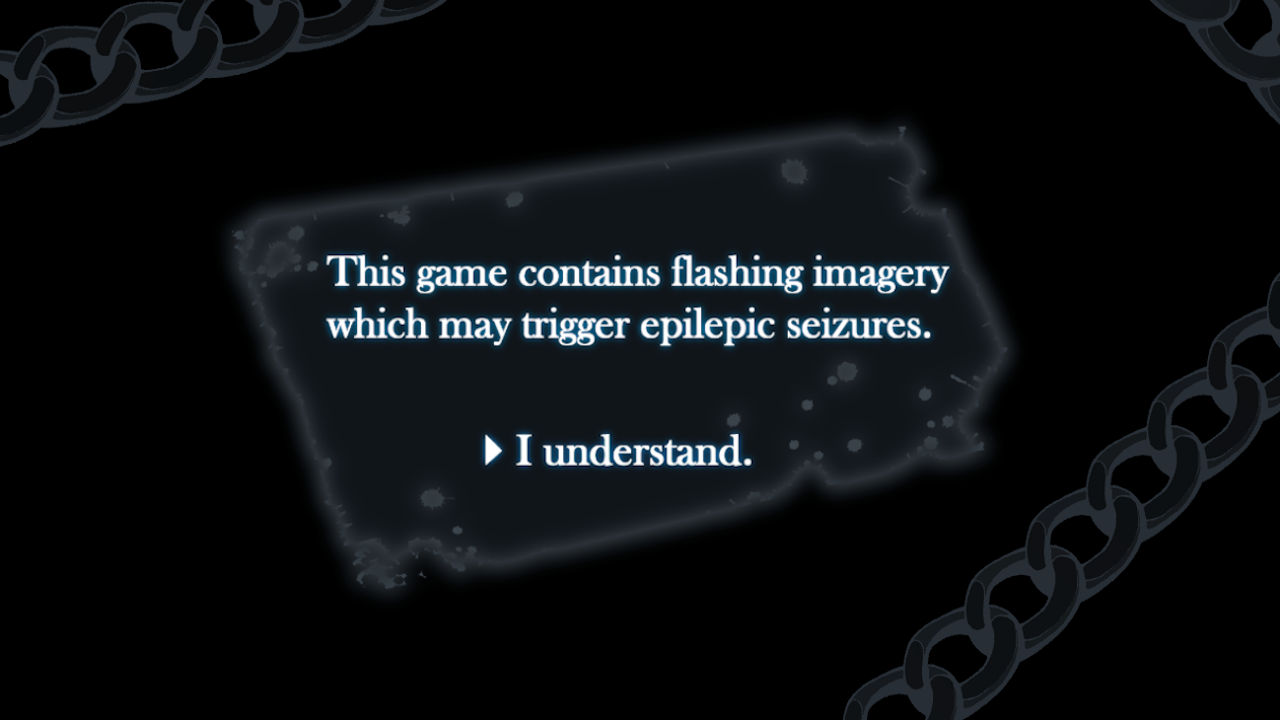 This game contains flashing imagery
which may trigger epilepic seizures.
I understand.